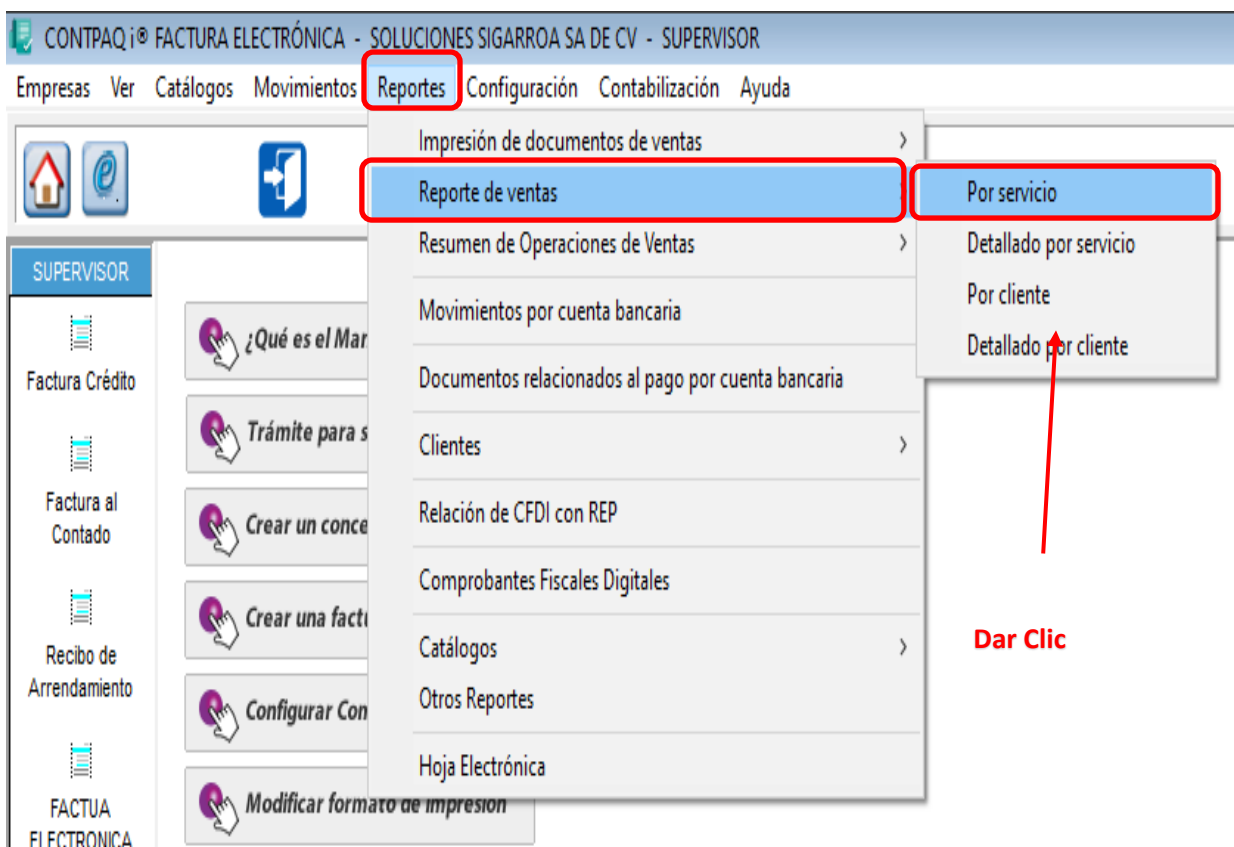 CONTPAQ i® FACTURA ELECTRÓNICA - SOLUCIONES SIGARROA SA DE CV - SUPERVISOR
Empresas Ver Catálogos Movimientos Reportes Configuración Contabilización Ayuda
Impresión de documentos de ventas
Reporte de ventas
Resumen de Operaciones de Ventas
Movimientos por cuenta bancaria
Documentos relacionados al pago por cuenta bancaria
Clientes
Relación de CFDI con REP
Comprobantes Fiscales Digitales
Catálogos
Otros Reportes
Hoja Electrónica
Por servicio
Detallado por servicio
Por cliente
Detallado por cliente
Dar Clic
SUPERVISOR
Factura Crédito
Factura al
Contado
Recibo de
Arrendamiento
FACTUA
ELECTRONICA
¿Qué es el Mar
Trámite para s
Crear un conce
Crear una factu
Configurar Con
Modificar formato de impresión